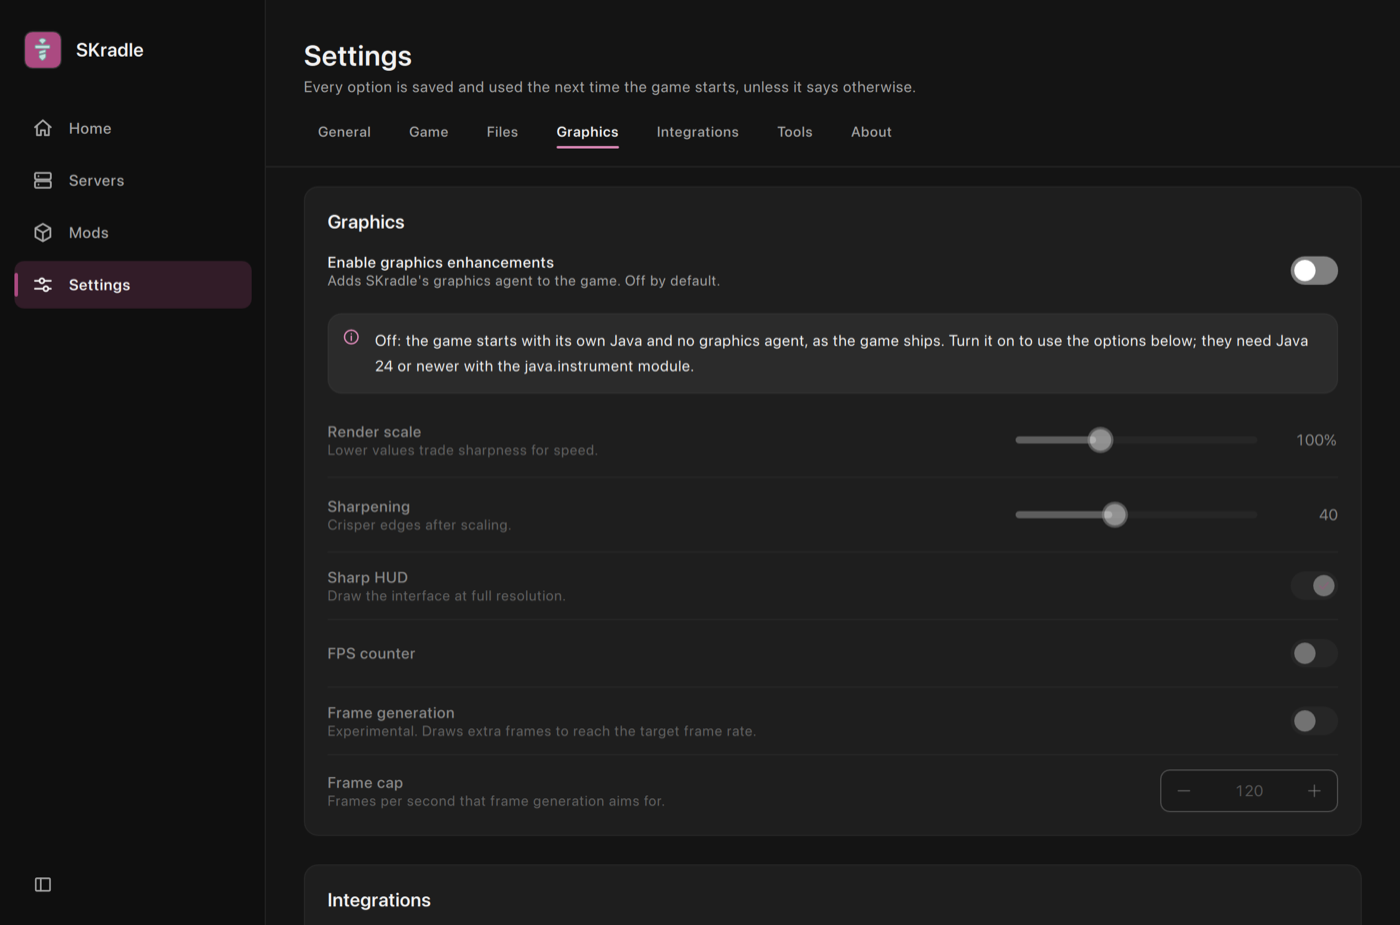 SKradle
Home
Servers
Mods
Settings
Settings
Every option is saved and used the next time the game starts, unless it says otherwise.
General
Game
Files
Graphics
Integrations
Tools
About
Graphics
Enable graphics enhancements
Adds SKradle's graphics agent to the game. Off by default.
Off: the game starts with its own Java and no graphics agent, as the game ships. Turn it on to use the options below; they need Java
24 or newer with the java.instrument module.
Render scale
Lower values trade sharpness for speed.
100%
Sharpening
Crisper edges after scaling.
40
Sharp HUD
Draw the interface at full resolution.
FPS counter
Frame generation
Experimental. Draws extra frames to reach the target frame rate.
Frame cap
Frames per second that frame generation aims for.
120
Integrations